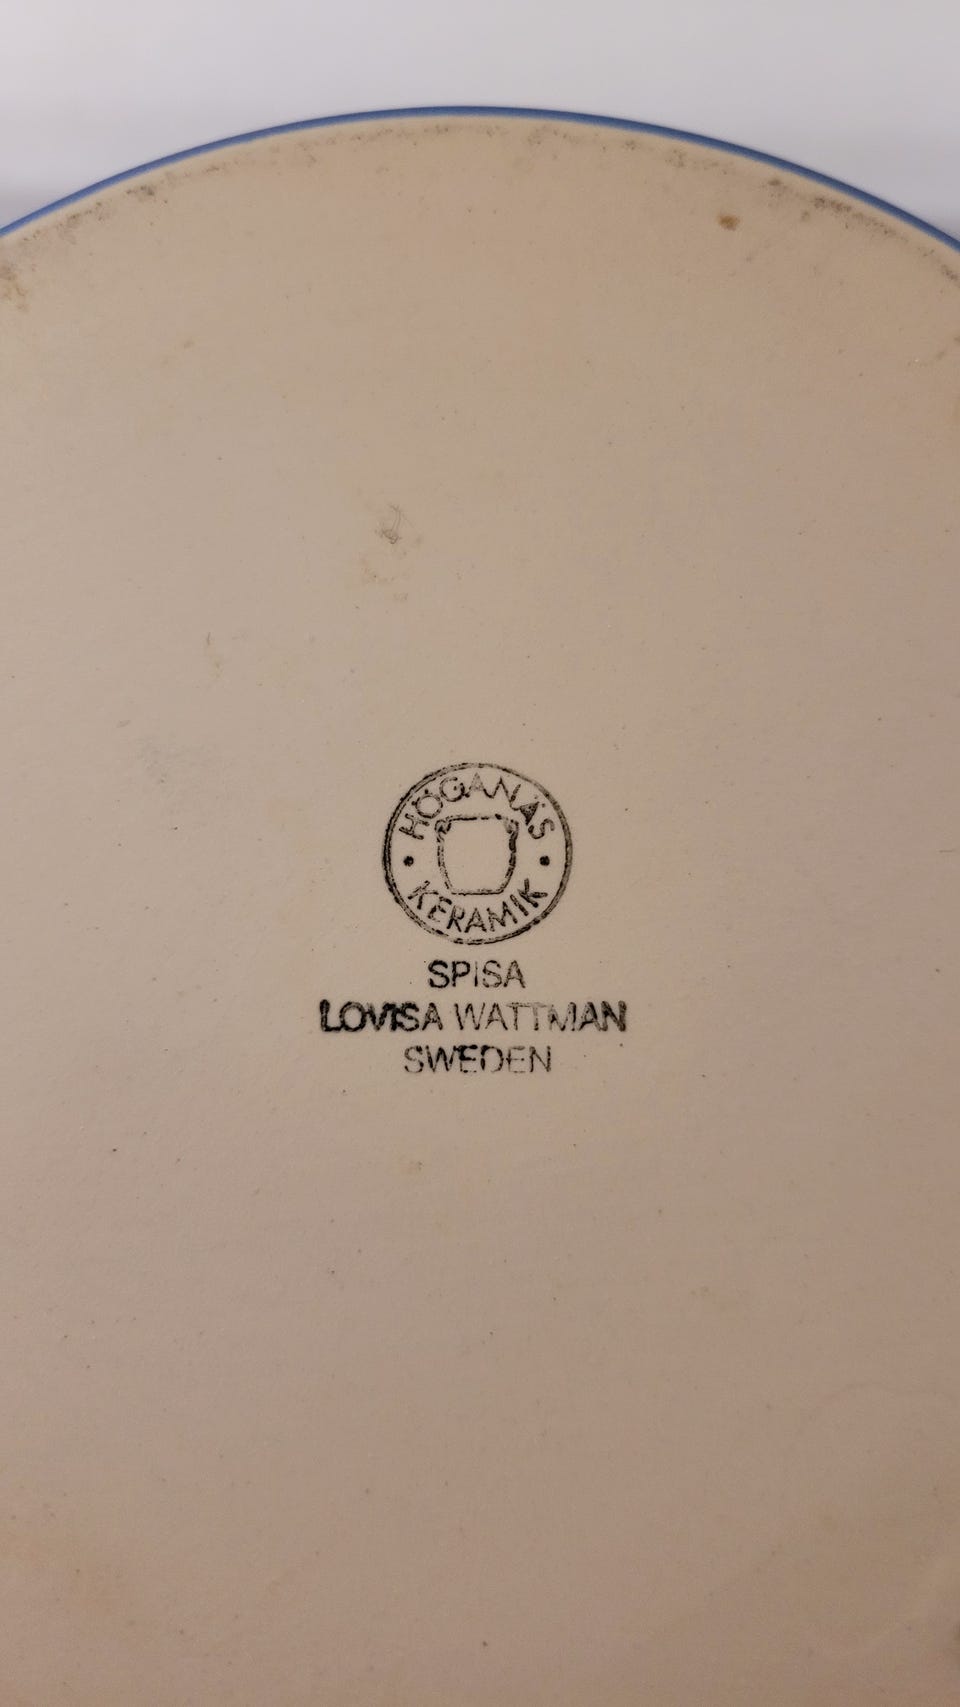 HÖGANÄS
KERAMIK
SPISA
LOVISA WATTMAN
SWEDEN